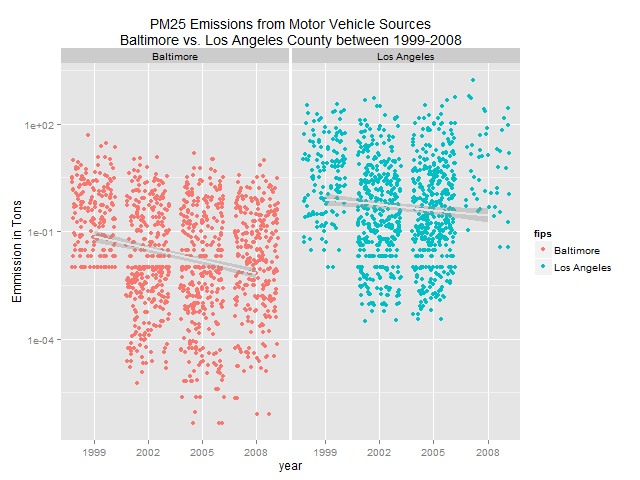 PM25 Emissions from Motor Vehicle Sources
Baltimore vs. Los Angeles County between 1999-2008
Baltimore
Los Angeles
Emmission in Tons
1e+02
1e-01
1e-04
1999
2002
2005
2008
1999
2002
2005
2008
year
fips
Baltimore
Los Angeles